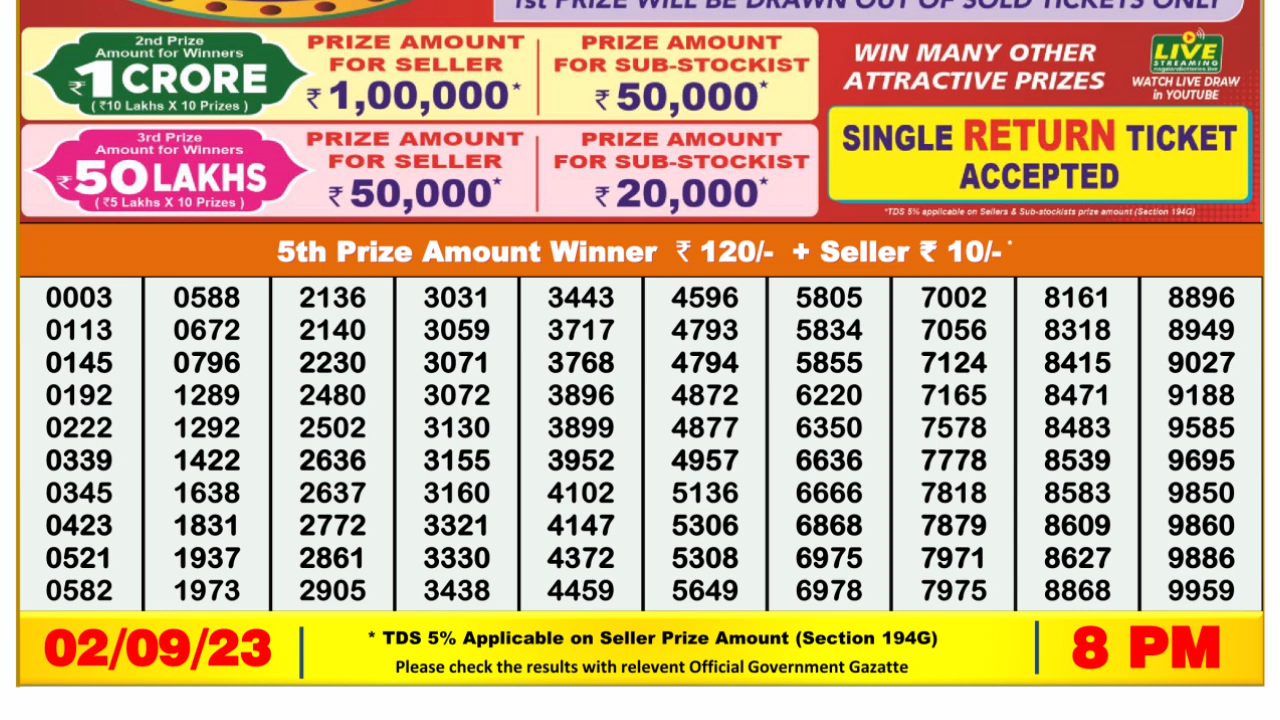 1st PRIZE WILL BE DRAWN OUT OF SOLD TICKETS ONLY
2nd Prize
Amount for Winners
₹1 CRORE
(₹10 Lakhs X 10 Prizes)
PRIZE AMOUNT
FOR SELLER
₹1,00,000*
PRIZE AMOUNT
FOR SUB-STOCKIST
₹50,000*
3rd Prize
Amount for Winners
₹50 LAKHS
(₹5 Lakhs X 10 Prizes)
PRIZE AMOUNT
FOR SELLER
₹50,000*
PRIZE AMOUNT
FOR SUB-STOCKIST
₹20,000*
WIN MANY OTHER
ATTRACTIVE PRIZES
LIVE
STREAMING
WATCH LIVE DRAW
in YOUTUBE
SINGLE RETURN TICKET
ACCEPTED
*TDS 5% applicable on Sellers & Sub-stockists prize amount (Section 194G)
5th Prize Amount Winner ₹ 120/- + Seller ₹ 10/-*
0003 0588 2136 3031 3443 4596 5805 7002 8161 8896
0113 0672 2140 3059 3717 4793 5834 7056 8318 8949
0145 0796 2230 3071 3768 4794 5855 7124 8415 9027
0192 1289 2480 3072 3896 4872 6220 7165 8471 9188
0222 1292 2502 3130 3899 4877 6350 7578 8483 9585
0339 1422 2636 3155 3952 4957 6636 7778 8539 9695
0345 1638 2637 3160 4102 5136 6666 7818 8583 9850
0423 1831 2772 3321 4147 5306 6868 7879 8609 9860
0521 1937 2861 3330 4372 5308 6975 7971 8627 9886
0582 1973 2905 3438 4459 5649 6978 7975 8868 9959
02/09/23
* TDS 5% Applicable on Seller Prize Amount (Section 194G)
Please check the results with relevent Official Government Gazatte
8 PM